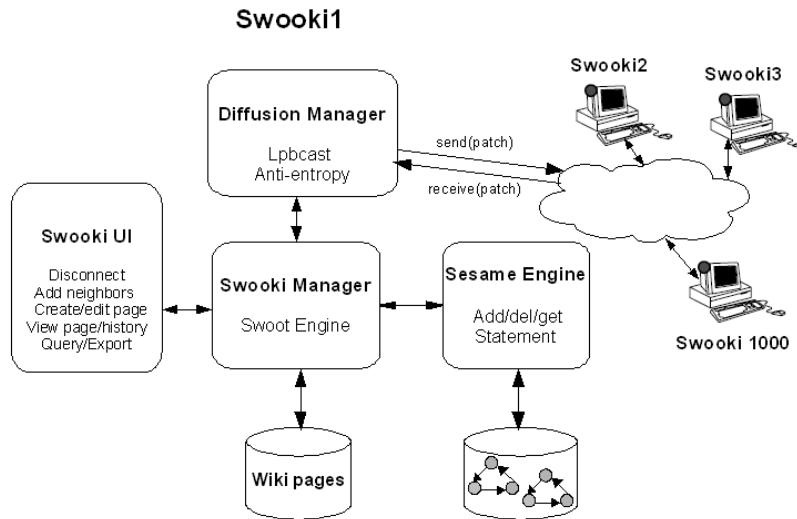 Swooki1
Swooki2
Swooki3
Diffusion Manager
Lpbcast
Anti-entropy
send(patch)
receive(patch)
Swooki UI
Disconnect
Add neighbors
Create/edit page
View page/history
Query/Export
Swooki Manager
Swoot Engine
Sesame Engine
Add/del/get
Statement
Swooki 1000
Wiki pages